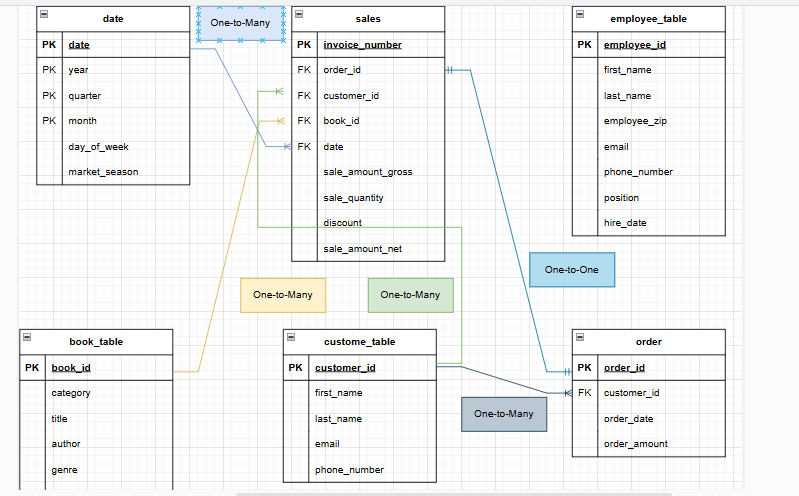 date
PK date
PK year
PK quarter
PK month
day_of_week
market_season
One-to-Many
sales
PK invoice_number
FK order_id
FK customer_id
FK book_id
FK date
sale_amount_gross
sale_quantity
discount
sale_amount_net
employee_table
PK employee_id
first_name
last_name
employee_zip
email
phone_number
position
hire_date
One-to-Many
One-to-Many
One-to-One
book_table
PK book_id
category
title
author
genre
custome_table
PK customer_id
first_name
last_name
email
phone_number
One-to-Many
order
PK order_id
FK customer_id
order_date
order_amount